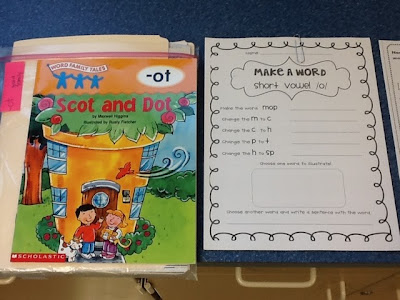 WORD FAMILY TALES
-ot
Scot and Dot
by Maxwell Higgins
Illustrated by Rusty Fletcher
SCHOLASTIC
Name
MAKE A WORD
short vowel /o/
Make the word mop
Change the m to c
Change the c to h
Change the p to t
Change the h to sp
Choose one word to illustrate!
Choose another word and write a sentence with the word.